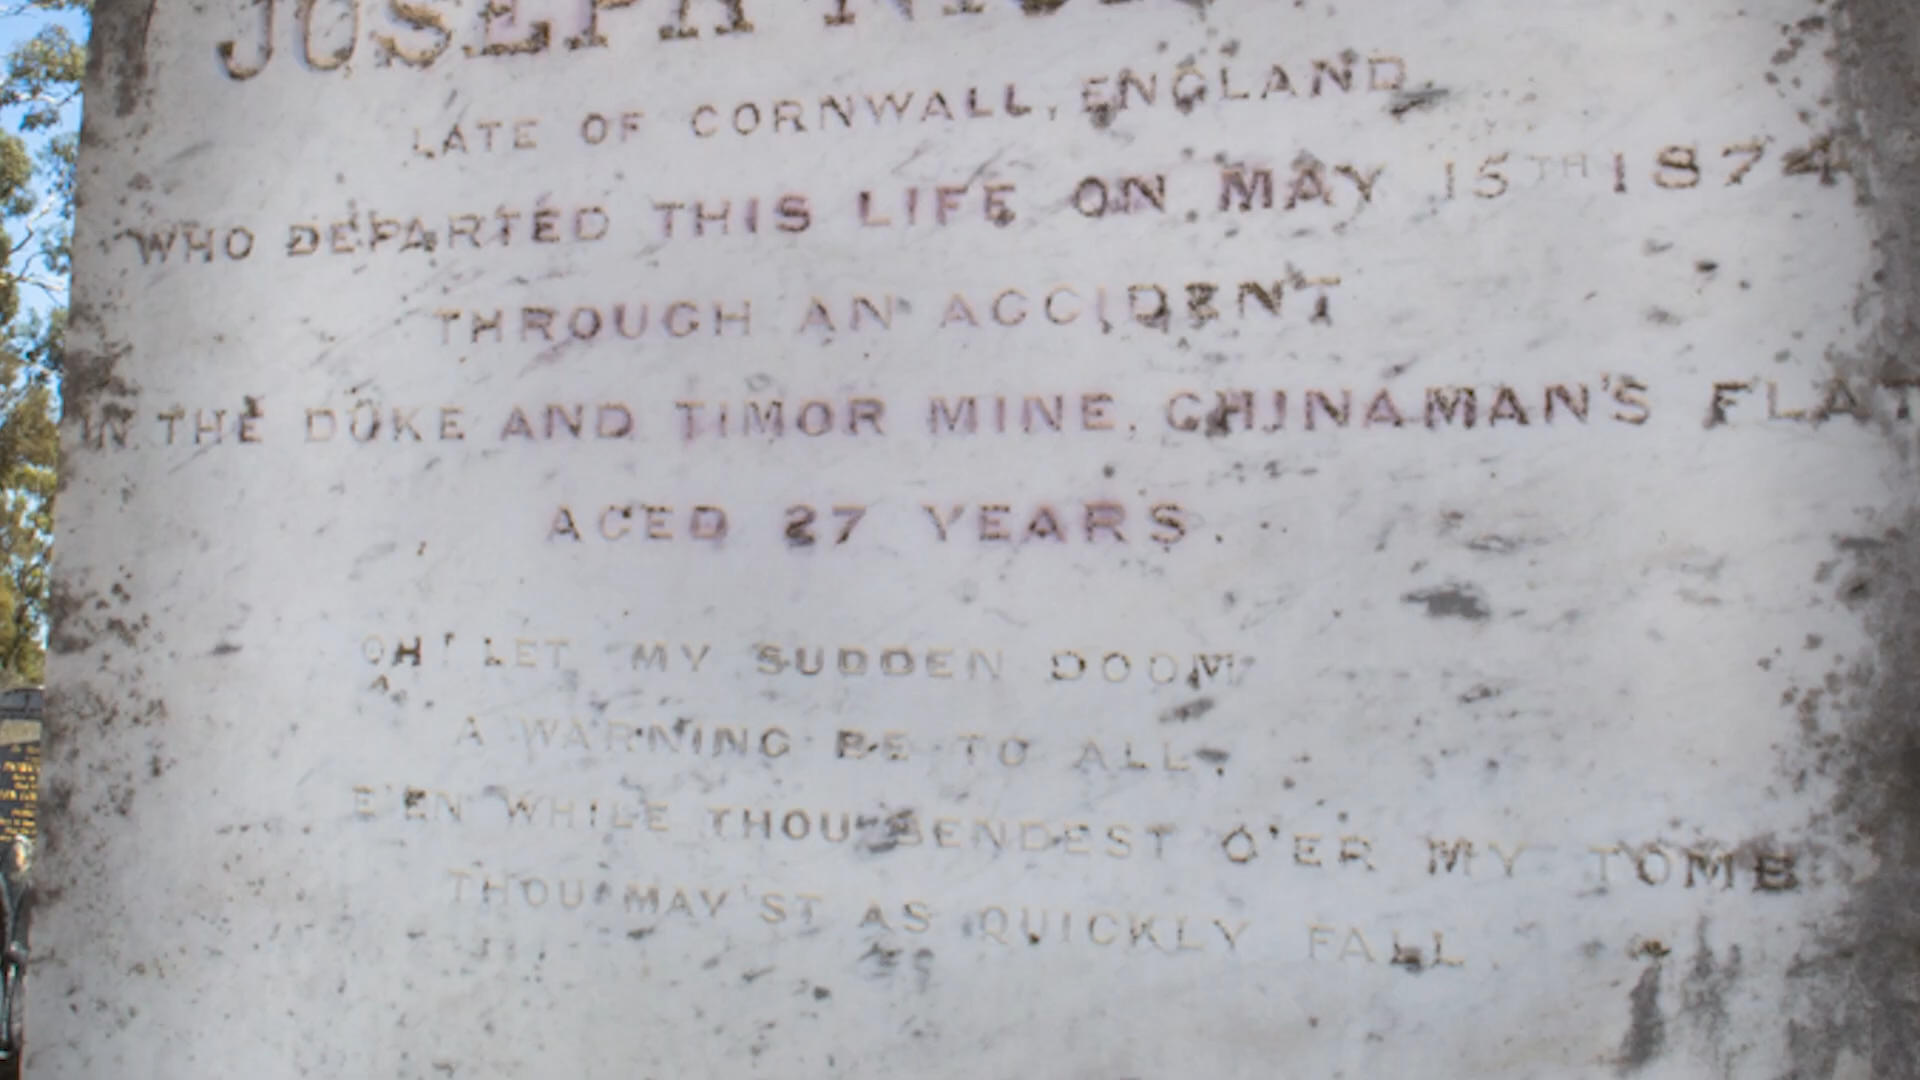 JOSEPH
LATE OF CORNWALL, ENGLAND
WHO DEPARTED THIS LIFE ON MAY 15TH 1874
THROUGH AN ACCIDENT
IN THE DUKE AND TIMOR MINE, CHINAMAN'S FLAT
AGED 27 YEARS.
OH! LET MY SUDDEN DOOM
A WARNING BE TO ALL,
E'EN WHILE THOU BENDEST O'ER MY TOMB
THOU MAY'ST AS QUICKLY FALL